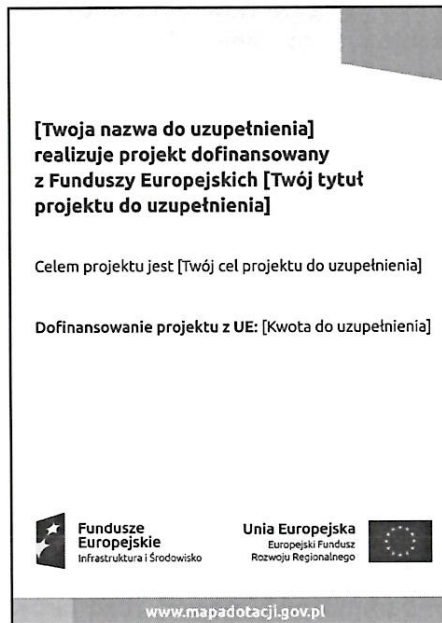 [Twoja nazwa do uzupełnienia]
realizuje projekt dofinansowany
z Funduszy Europejskich [Twój tytuł
projektu do uzupełnienia]
Celem projektu jest [Twój cel projektu do uzupełnienia]
Dofinansowanie projektu z UE: [Kwota do uzupełnienia]
Fundusze
Europejskie
Infrastruktura i Środowisko
Unia Europejska
Europejski Fundusz
Rozwoju Regionalnego
www.mapadotacji.gov.pl